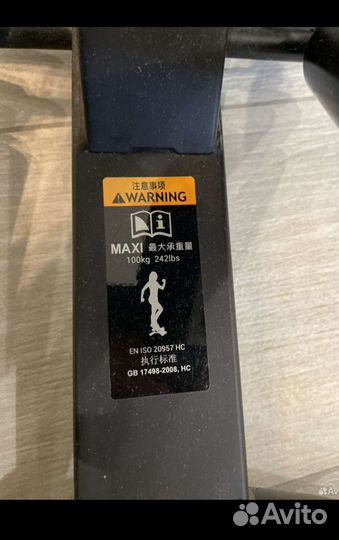 注意事项
WARNING
MAXI 最大承重量
100kg 242lbs
EN ISO 20957 HC
执行标准
GB 17498-2008, HC
Avito
Avito